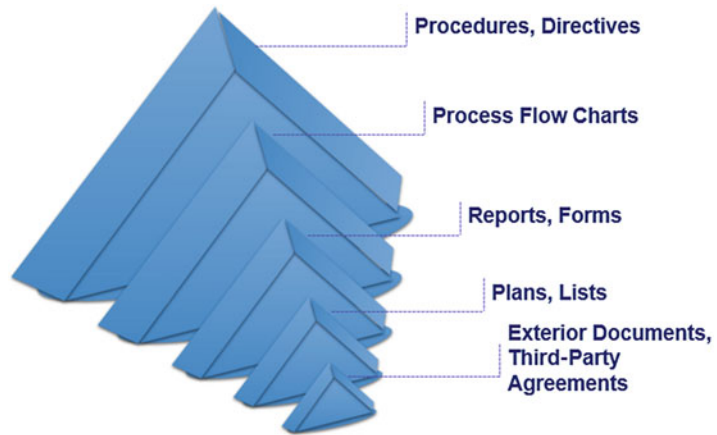 Procedures, Directives
Process Flow Charts
Reports, Forms
Plans, Lists
Exterior Documents,
Third-Party
Agreements